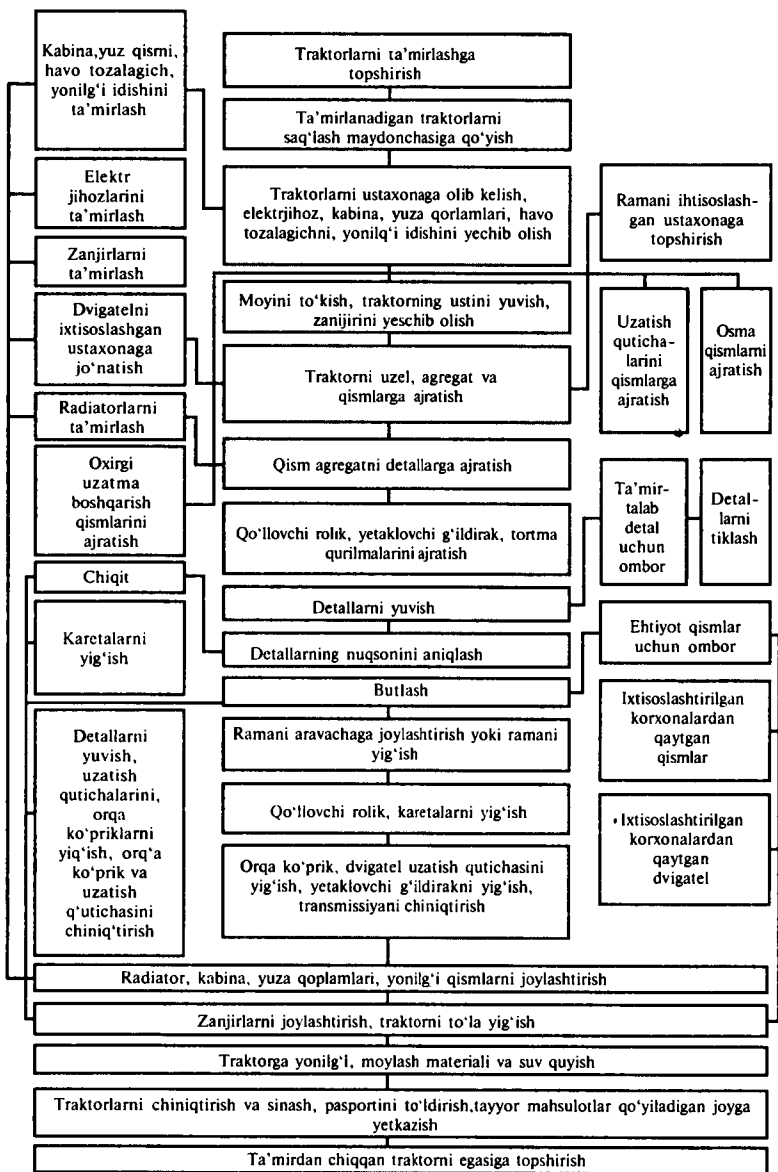 Kabina,yuz qismi,
havo tozalagich,
yonilg‘i idishini
ta’mirlash
Elektr
jihozlarini
ta’mirlash
Zanjirlarni
ta’mirlash
Dvigatelni
ixtisoslashgan
ustaxonaga
jo‘natish
Radiatorlarni
ta’mirlash
Oxirgi
uzatma
boshqarish
qismlarini
ajratish
Chiqit
Karetalarni
yig‘ish
Detallarni
yuvish,
uzatish
qutichalarini,
orqa
ko‘priklarni
yiq‘ish, orq‘a
ko‘prik va
uzatish
q‘utichasini
chiniq‘tirish
Traktorlarni ta’mirlashga
topshirish
Ta’mirlanadigan traktorlarni
saq‘lash maydonchasiga qo‘yish
Traktorlarni ustaxonaga olib kelish,
elektrjihoz, kabina, yuza qorlamlari, havo
tozalagichni, yonilq‘i idishini yechib olish
Moyini to‘kish, traktorning ustini yuvish,
zanijirini yeschib olish
Traktorni uzel, agregat va
qismlarga ajratish
Qism agregatni detallarga ajratish
Qo‘llovchi rolik, yetaklovchi g‘ildirak, tortma
qurilmalarini ajratish
Detallarni yuvish
Detallarning nuqsonini aniqlash
Butlash
Ramani aravachaga joylashtirish yoki ramani
yig‘ish
Qo‘llovchi rolik, karetalarni yig‘ish
Orqa ko‘prik, dvigatel uzatish qutichasini
yig‘ish, yetaklovchi g‘ildirakni yig‘ish,
transmissiyani chiniqtirish
Ramani ihtisoslash-
gan ustaxonaga
topshirish
Uzatish
quticha-
larini
qismlarga
ajratish
Osma
qismlarni
ajratish
Ta’mir-
talab
detal
uchun
ombor
Detal-
larni
tiklash
Ehtiyot qismlar
uchun ombor
Ixtisoslashtirilgan
korxonalardan
qaytgan
qismlar
Ixtisoslashtirilgan
korxonalardan
qaytgan
dvigatel
Radiator, kabina, yuza qoplamlari, yonilg‘i qismlarni joylashtirish
Zanjirlarni joylashtirish, traktorni to‘la yig‘ish
Traktorga yonilg‘i, moylash materiali va suv quyish
Traktorlarni chiniqtirish va sinash, pasportini to‘ldirish,tayyor mahsulotlar qo‘yiladigan joyga
yetkazish
Ta’mirdan chiqqan traktorni egasiga topshirish